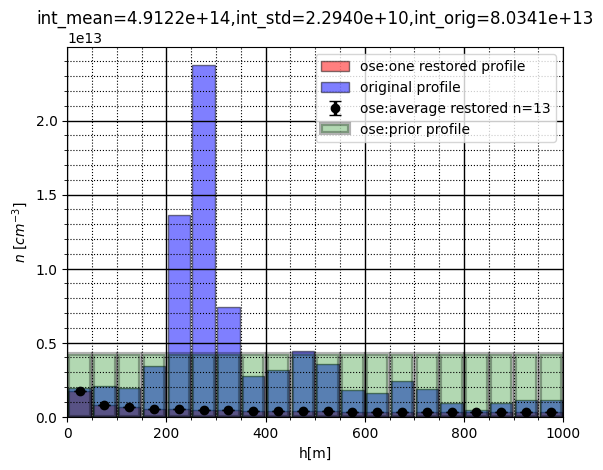 int_mean=4.9122e+14,int_std=2.2940e+10,int_orig=8.0341e+13
1e13
ose:one restored profile
original profile
ose:average restored n=13
ose:prior profile
2.0
1.5
1.0
0.5
0.0
n [cm⁻³]
0 200 400 600 800 1000
h[m]